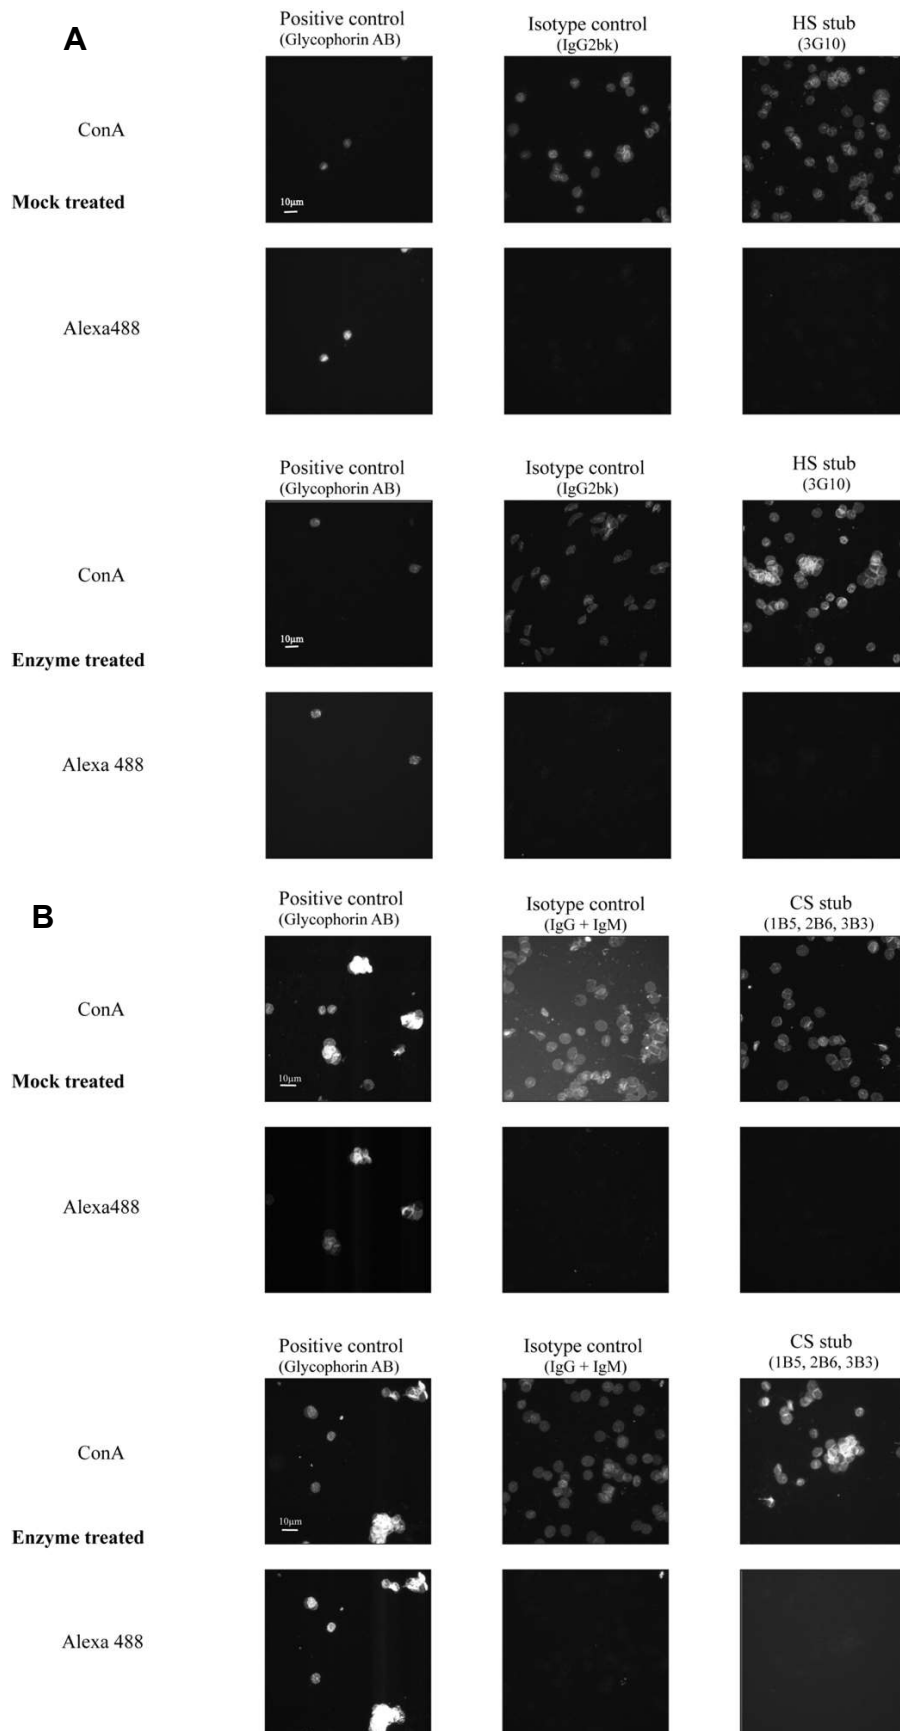 A
Positive control
(Glycophorin AB)
Isotype control
(IgG2bk)
HS stub
(3G10)
ConA
10μm
Mock treated
Alexa488
Positive control
(Glycophorin AB)
Isotype control
(IgG2bk)
HS stub
(3G10)
ConA
10μm
Enzyme treated
Alexa 488
B
Positive control
(Glycophorin AB)
Isotype control
(IgG + IgM)
CS stub
(1B5, 2B6, 3B3)
ConA
10μm
Mock treated
Alexa488
Positive control
(Glycophorin AB)
Isotype control
(IgG + IgM)
CS stub
(1B5, 2B6, 3B3)
ConA
10μm
Enzyme treated
Alexa 488